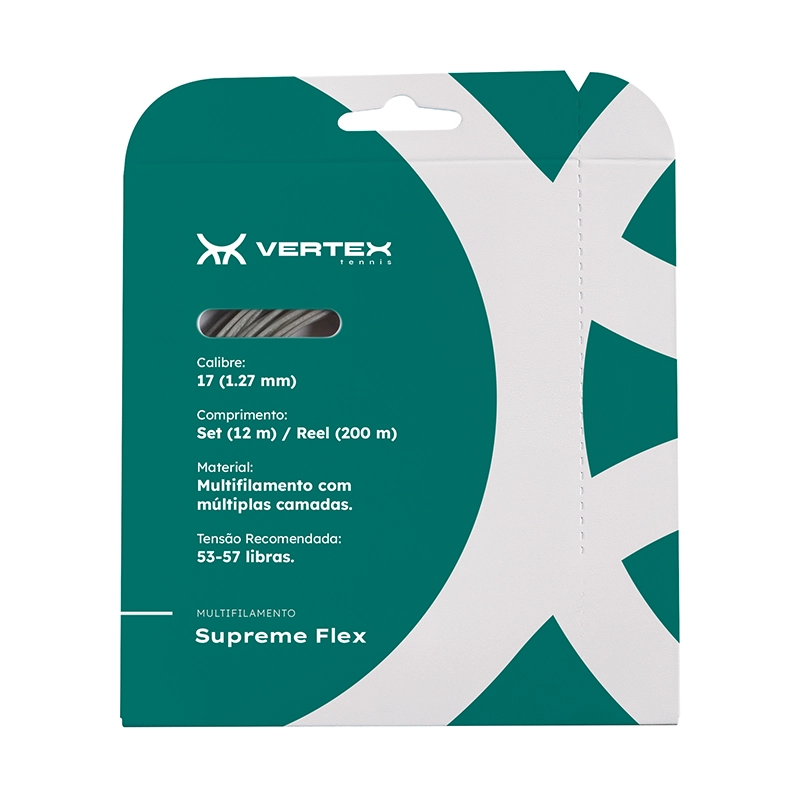 VERTEX
tennis
Calibre:
17 (1.27 mm)
Comprimento:
Set (12 m) / Reel (200 m)
Material:
Multifilamento com
múltiplas camadas.
Tensão Recomendada:
53-57 libras.
MULTIFILAMENTO
Supreme Flex